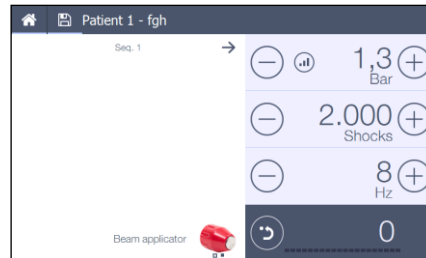 Patient 1 - fgh
Seq. 1
1,3
Bar
2.000
Shocks
8
Hz
Beam applicator
0